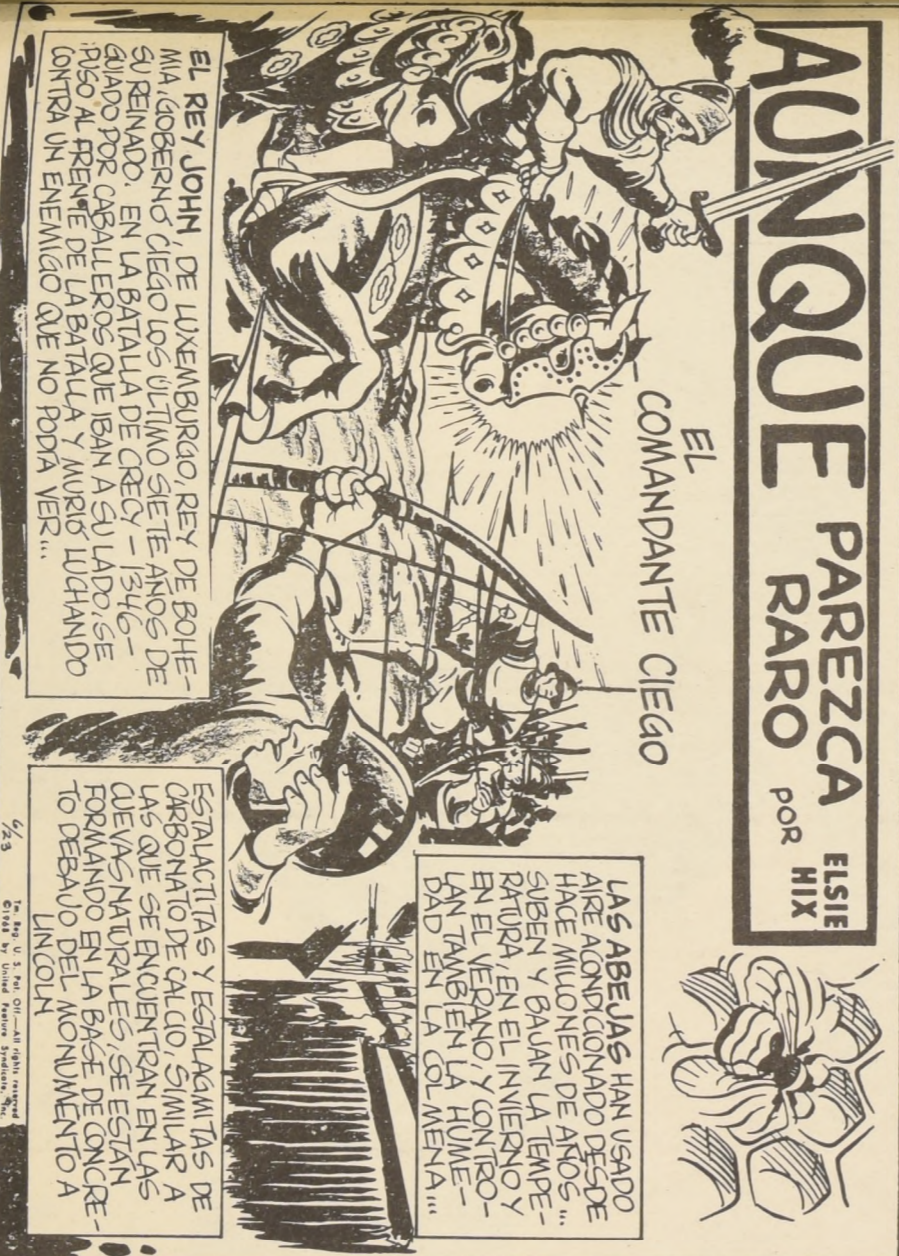 AUNQUE PAREZCA
RARO POR ELSIE
HIX
EL
COMANDANTE CIEGO
EL REY JOHN DE LUXEMBURGO, REY DE BOHE-
MIA, GOBERNÓ CIEGO LOS ÚLTIMO SIETE AÑOS DE
SU REINADO. EN LA BATALLA DE CRECY - 1346 -
GUIADO POR CABALLEROS QUE IBAN A SU LADO, SE
PUSO AL FRENTE DE LA BATALLA Y MURIÓ LUCHANDO
CONTRA UN ENEMIGO QUE NO PODÍA VER...
LAS ABEJAS HAN USADO
AIRE ACONDICIONADO DESDE
HACE MILLONES DE AÑOS...
SUBEN Y BAJAN LA TEMPE-
RATURA, EN EL INVIERNO Y
EN EL VERANO, Y CONTRO-
LAN TAMBIÉN LA HUME-
DAD EN LA COLMENA...
ESTALACTITAS Y ESTALAGMITAS DE
CARBONATO DE CALCIO, SIMILAR A
LAS QUE SE ENCUENTRAN EN LAS
CUEVAS NATURALES, SE ESTÁN
FORMANDO EN LA BASE DE CONCRE-
TO DEBAJO DEL MONUMENTO A
LINCOLN
6/23
Tm. Reg. U. S. Pat. Off.—All rights reserved
©1968 by United Feature Syndicate, Inc.